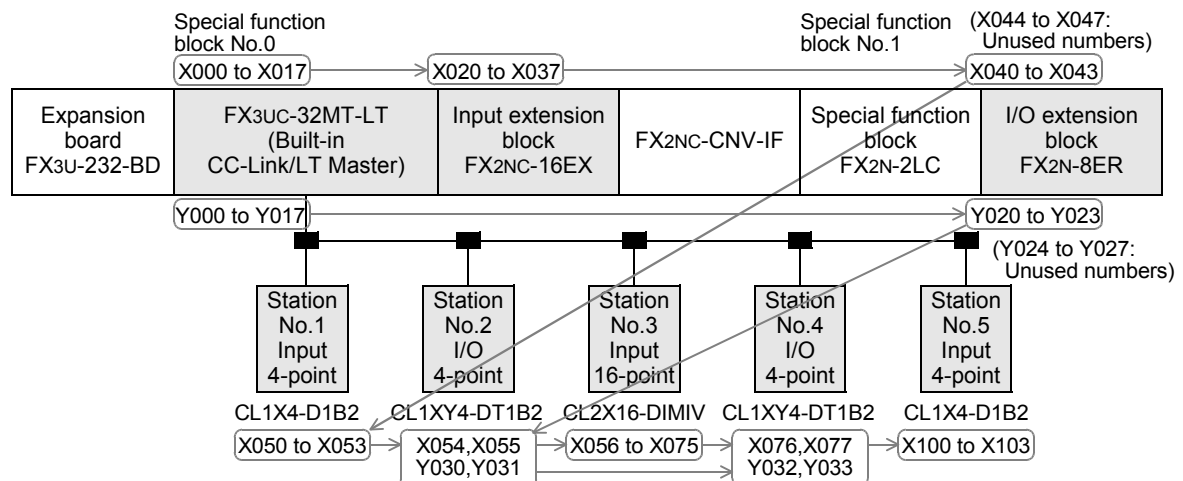 Special function
block No.0
Special function
block No.1
(X044 to X047:
Unused numbers)
X000 to X017
X020 to X037
X040 to X043
Expansion
board
FX3U-232-BD
FX3UC-32MT-LT
(Built-in
CC-Link/LT Master)
Input extension
block
FX2NC-16EX
FX2NC-CNV-IF
Special function
block
FX2N-2LC
I/O extension
block
FX2N-8ER
Y000 to Y017
Y020 to Y023
(Y024 to Y027:
Unused numbers)
Station
No.1
Input
4-point
Station
No.2
I/O
4-point
Station
No.3
Input
16-point
Station
No.4
I/O
4-point
Station
No.5
Input
4-point
CL1X4-D1B2
CL1XY4-DT1B2
CL2X16-DIMIV
CL1XY4-DT1B2
CL1X4-D1B2
X050 to X053
X054,X055
Y030,Y031
X056 to X075
X076,X077
Y032,Y033
X100 to X103